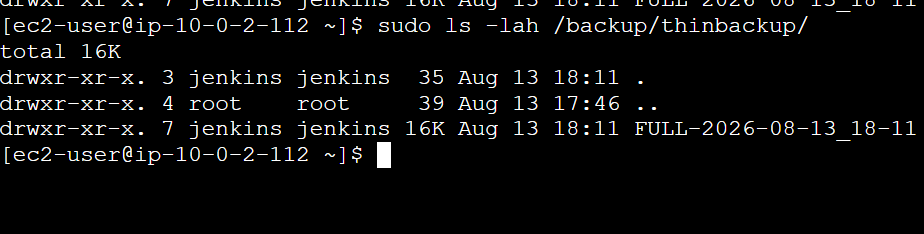 drwxr-xr-x. 7 jenkins jenkins 16K Aug 13 18:11 FULL-2026-08-13_18-11
[ec2-user@ip-10-0-2-112 ~]$ sudo ls -lah /backup/thinbackup/
total 16K
drwxr-xr-x. 3 jenkins jenkins  35 Aug 13 18:11 .
drwxr-xr-x. 4 root    root     39 Aug 13 17:46 ..
drwxr-xr-x. 7 jenkins jenkins 16K Aug 13 18:11 FULL-2026-08-13_18-11
[ec2-user@ip-10-0-2-112 ~]$